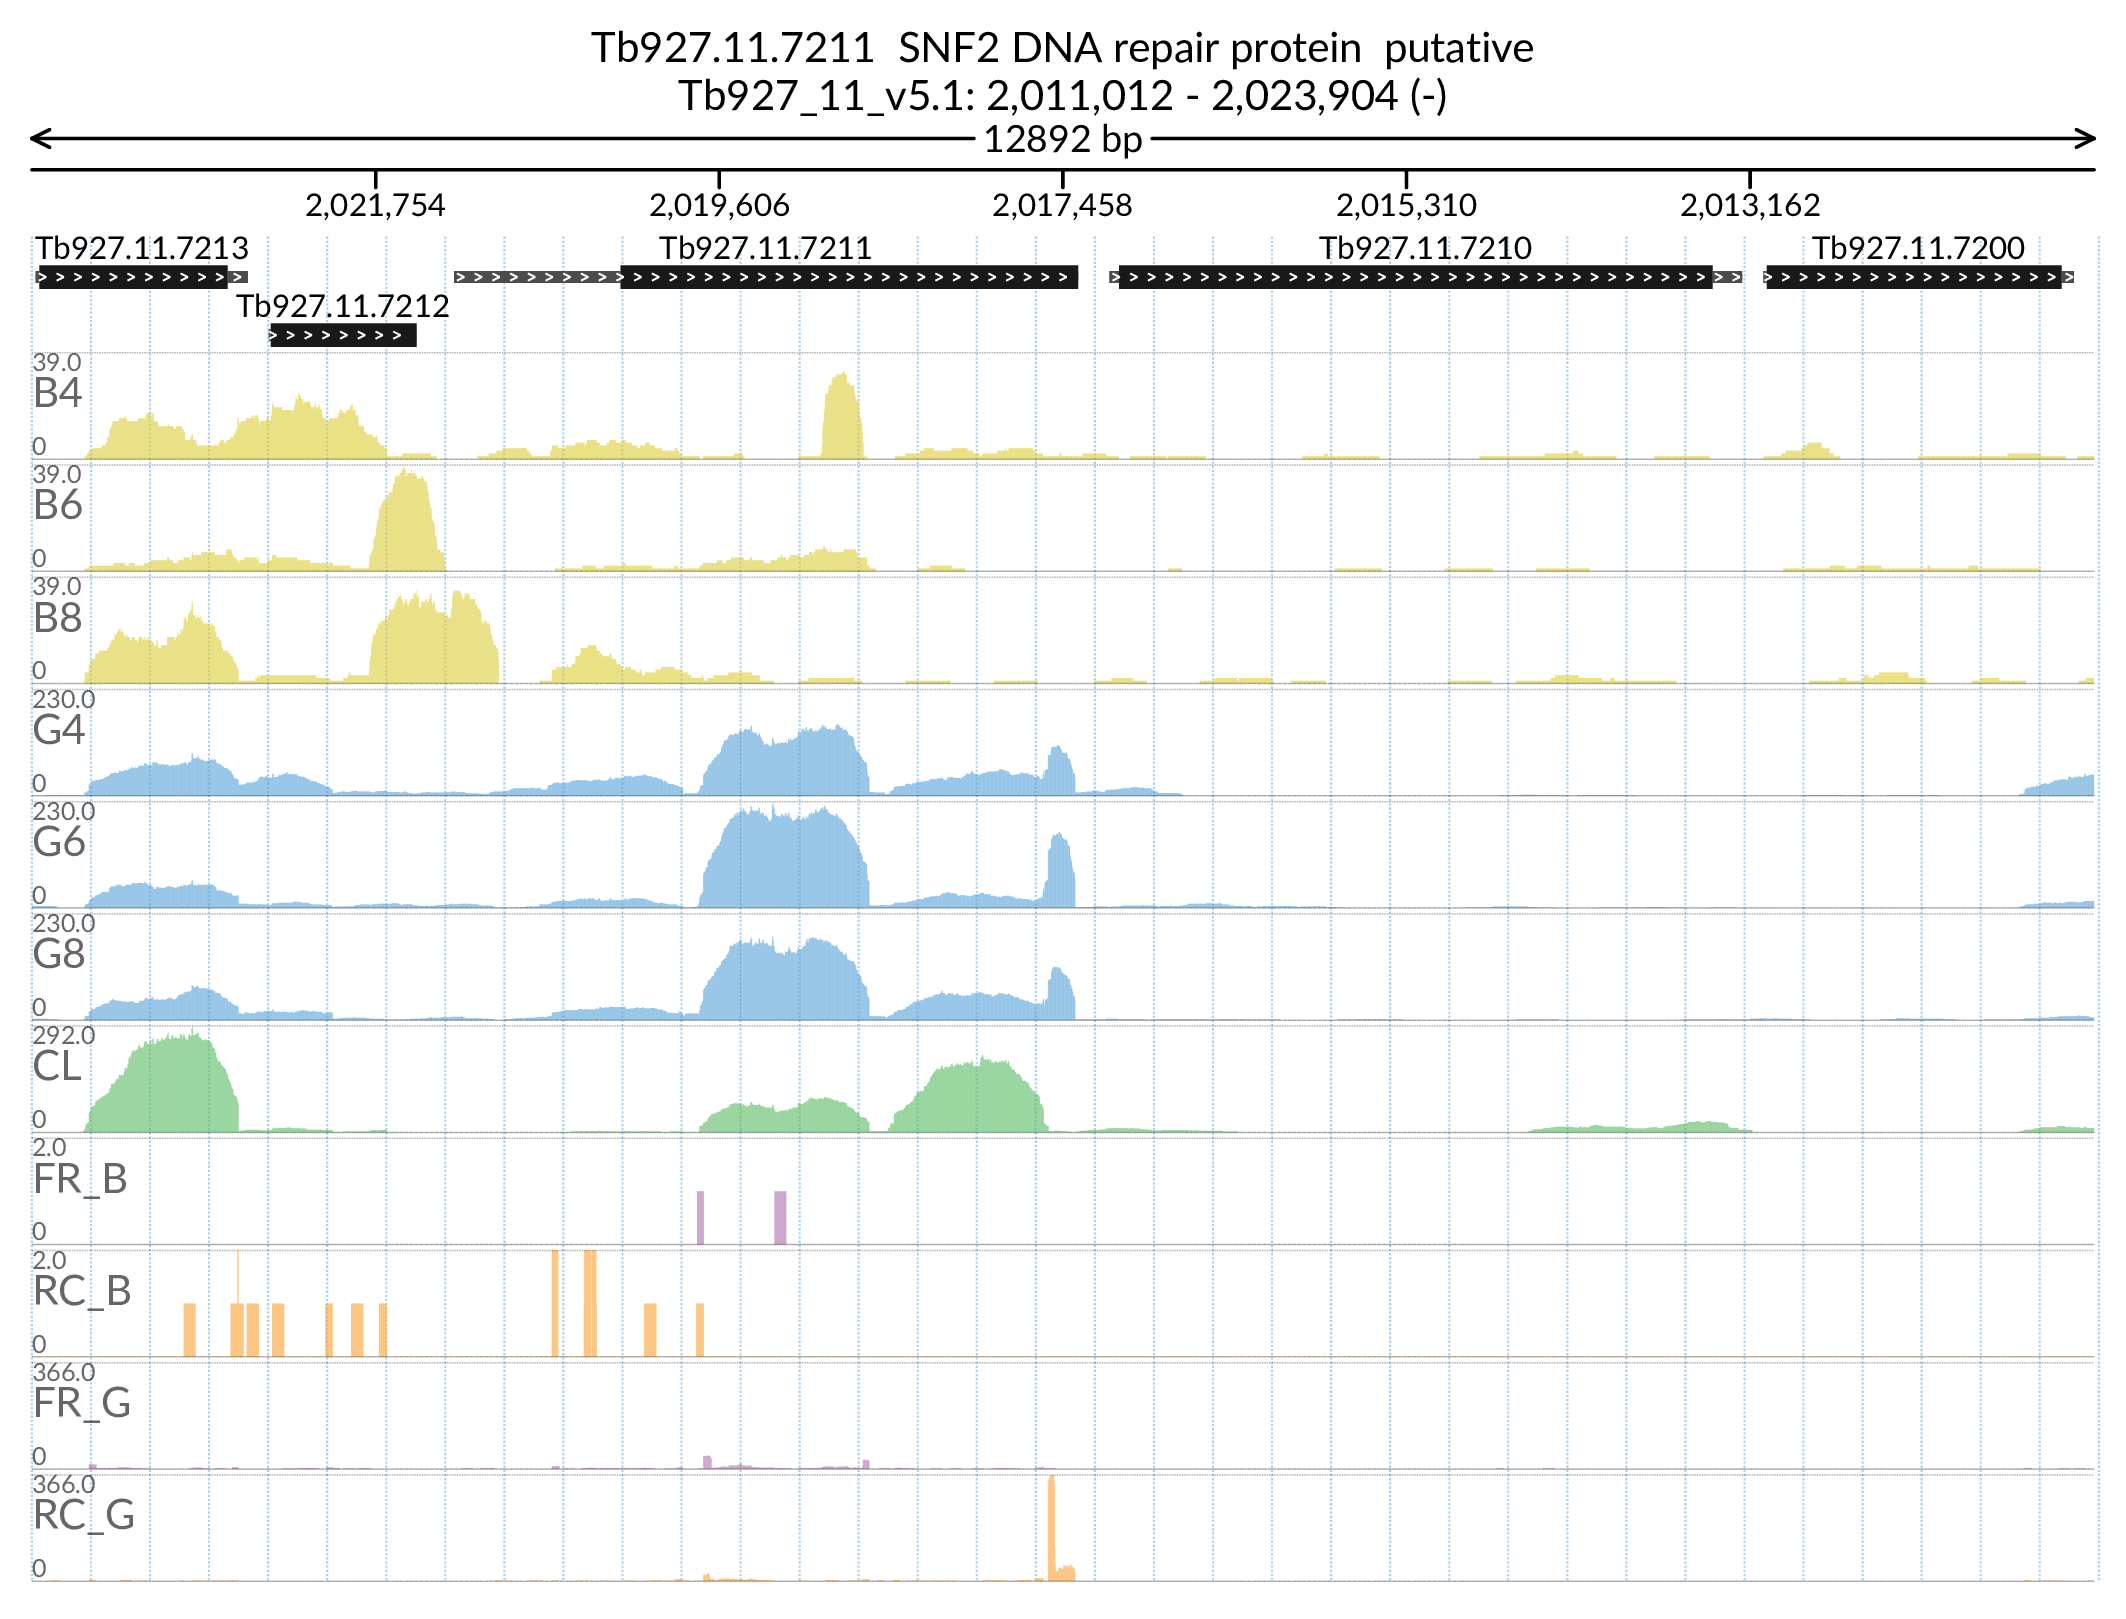 Tb927.11.7211  SNF2 DNA repair protein  putative
Tb927_11_v5.1: 2,011,012 - 2,023,904 (-)
12892 bp
2,021,754 2,019,606 2,017,458 2,015,310 2,013,162
Tb927.11.7213 Tb927.11.7211 Tb927.11.7210 Tb927.11.7200
Tb927.11.7212
39.0
B4
0
39.0
B6
0
39.0
B8
0
230.0
G4
0
230.0
G6
0
230.0
G8
0
292.0
CL
0
2.0
FR_B
0
2.0
RC_B
0
366.0
FR_G
0
366.0
RC_G
0